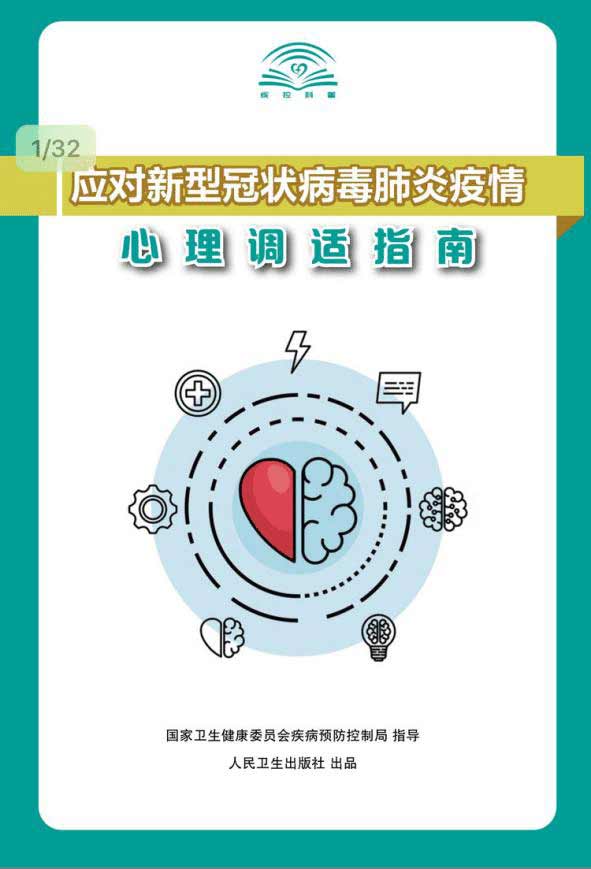 疾控科普
1/32
应对新型冠状病毒肺炎疫情
心理调适指南
国家卫生健康委员会疾病预防控制局 指导
人民卫生出版社 出品